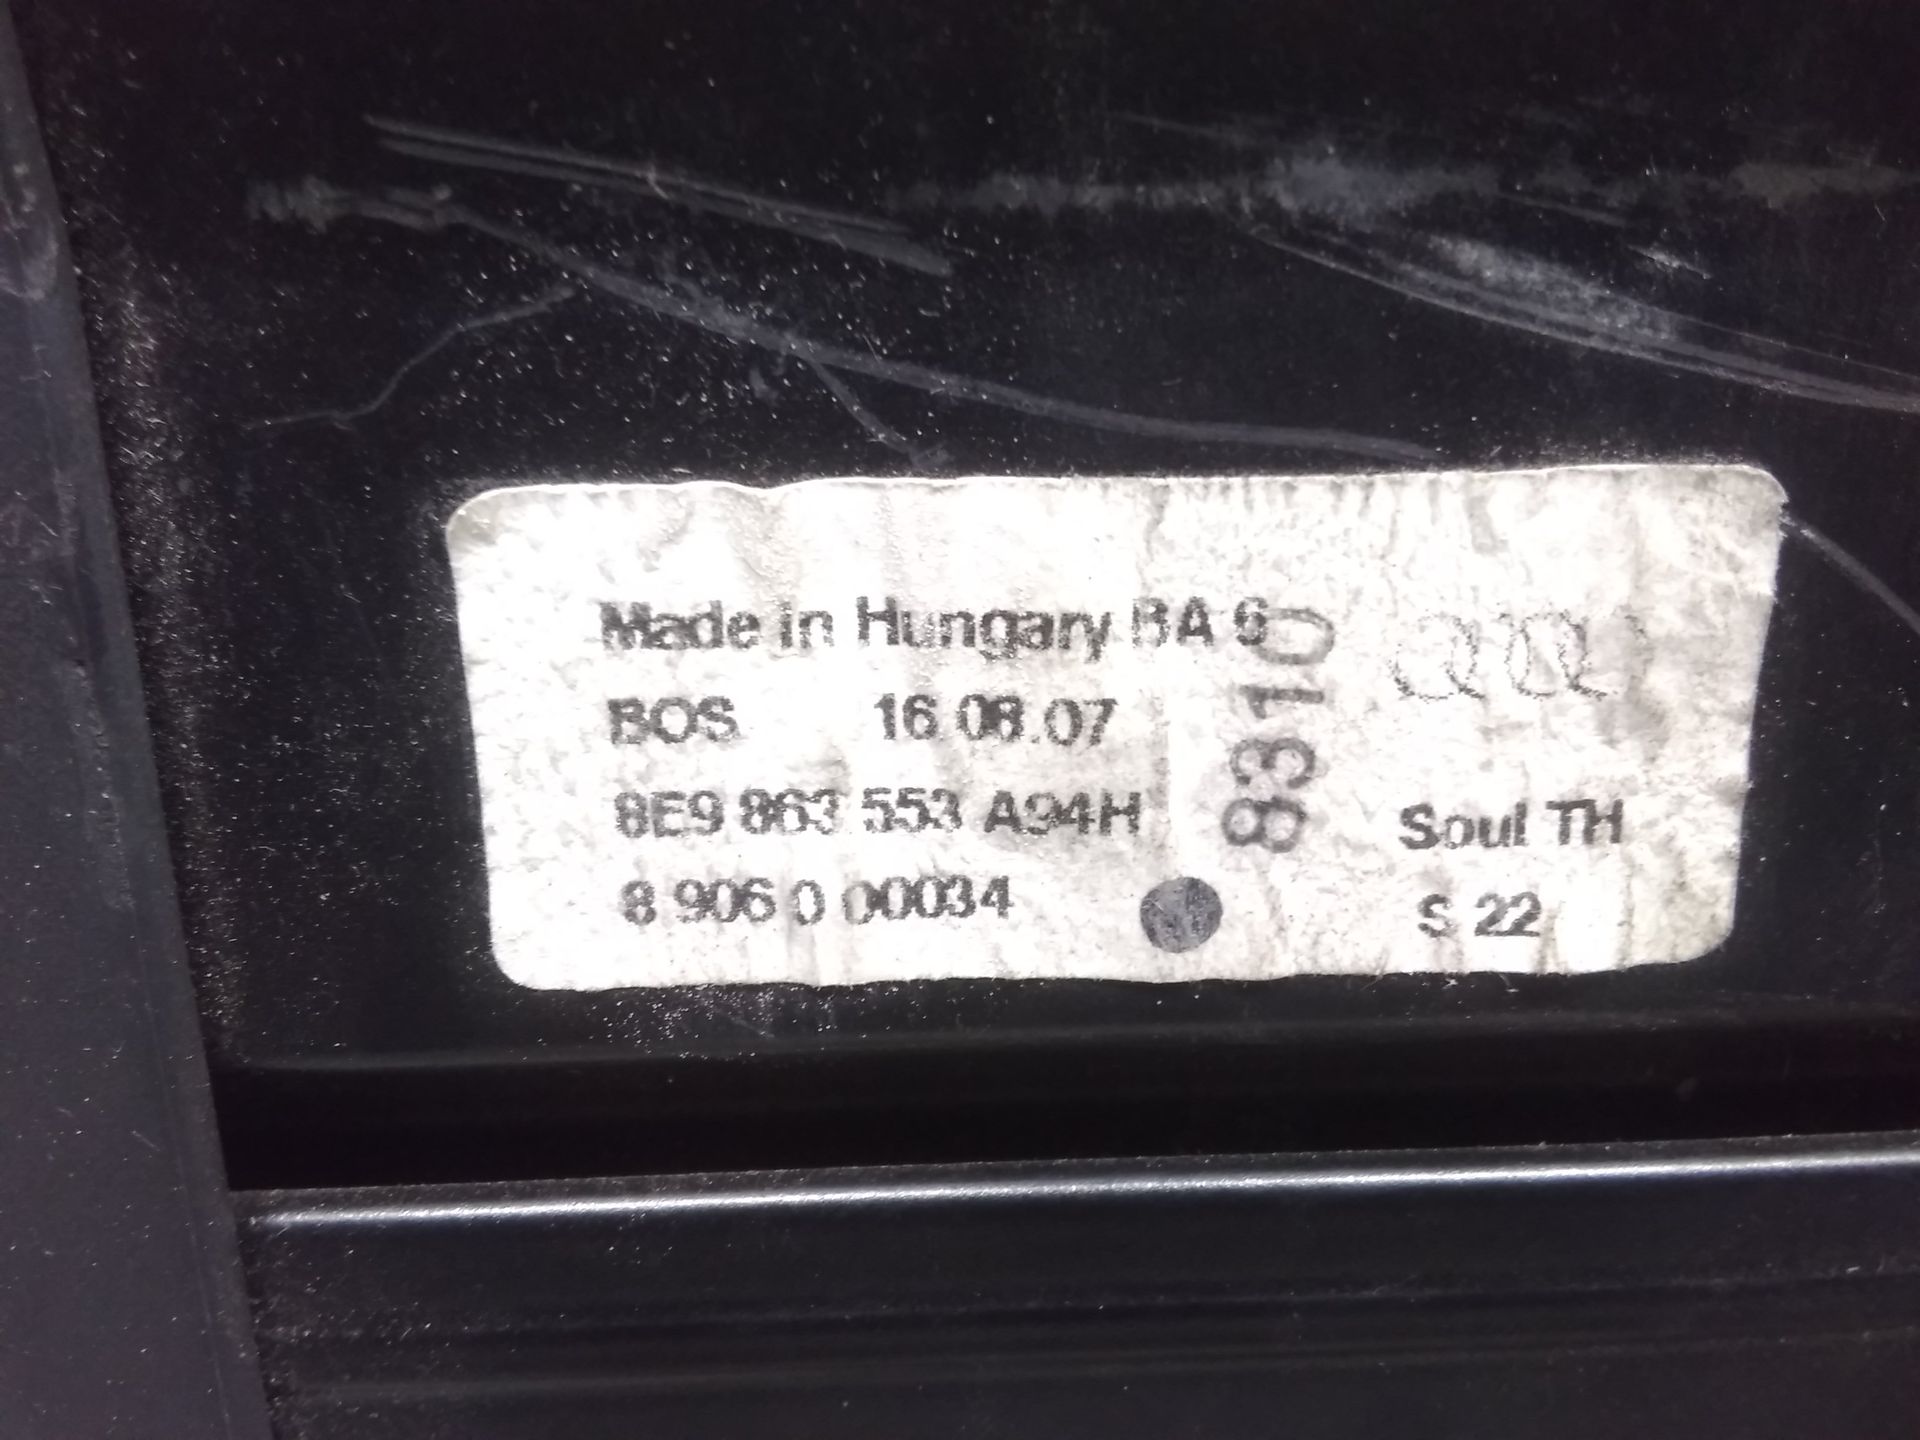 Made in Hungary BA 6
BOS 16.08.07
8E9 863 553 A94H
8 906 0 00034
8310
Soul TH
S 22